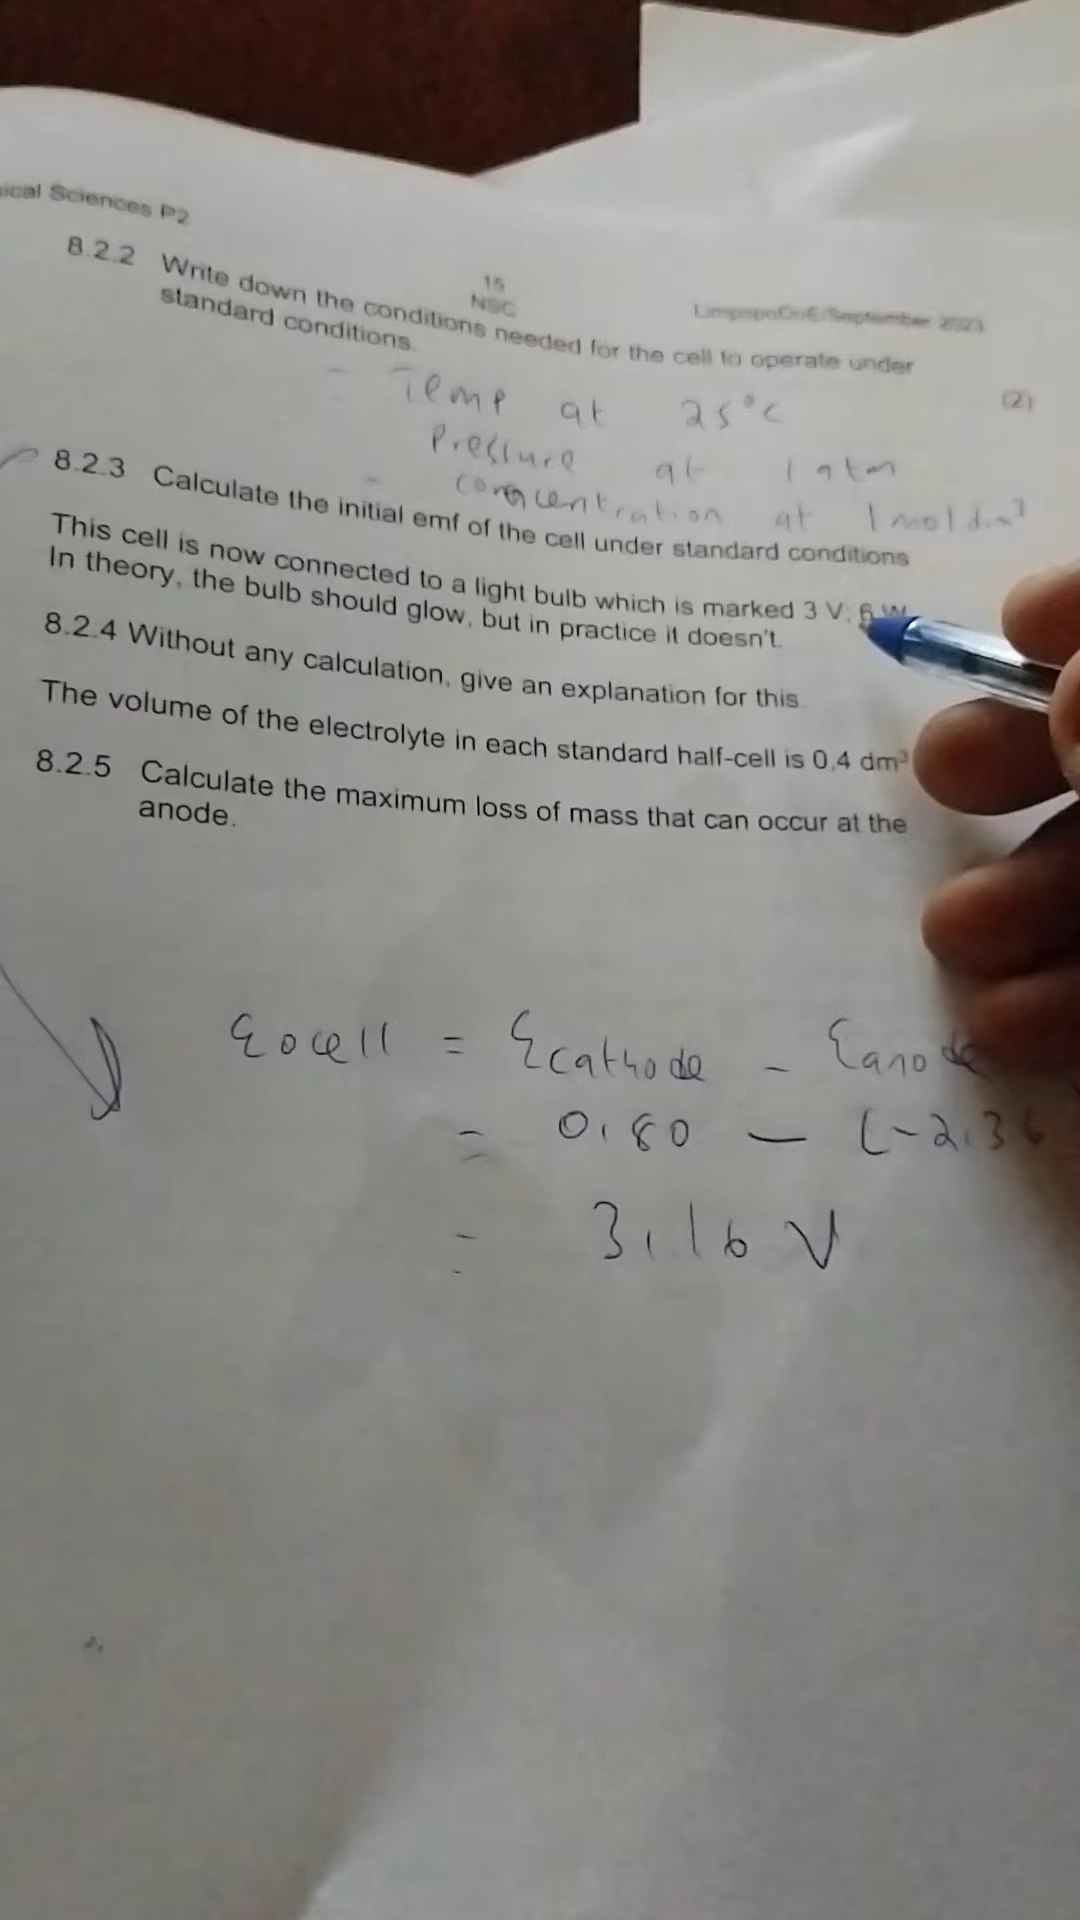 ical Sciences P2
15
NSC
LimpopoDoE/September 2023
8.2.2 Write down the conditions needed for the cell to operate under
standard conditions.
(2)
= Temp at 25°C
Pressure at 1 atm
- concentration at 1 mol dm³
8.2.3 Calculate the initial emf of the cell under standard conditions
This cell is now connected to a light bulb which is marked 3 V; 6 W.
In theory, the bulb should glow, but in practice it doesn't.
8.2.4 Without any calculation, give an explanation for this.
The volume of the electrolyte in each standard half-cell is 0,4 dm³
8.2.5 Calculate the maximum loss of mass that can occur at the
anode.
Eocell = Ecathode - Eanode
= 0,80 - (-2,36
= 3,16 V